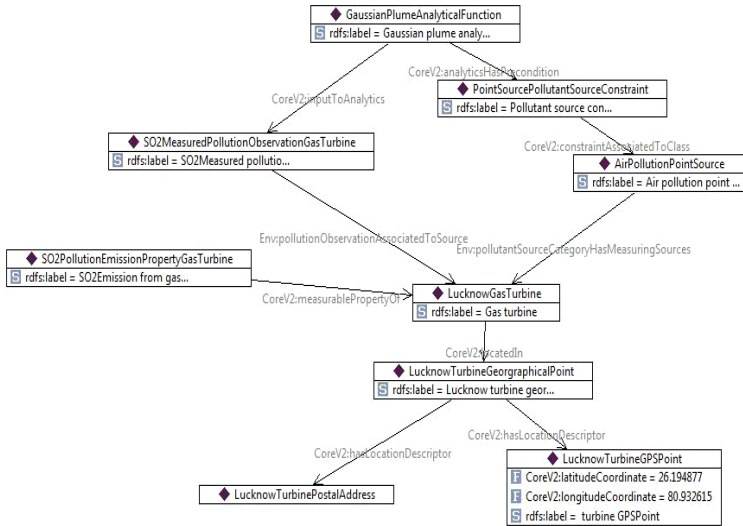 GaussianPlumeAnalyticalFunction
S rdfs:label = Gaussian plume analy...
CoreV2:analyticsHasPrecondition
CoreV2:inputToAnalytics
PointSourcePollutantSourceConstraint
S rdfs:label = Pollutant source con...
SO2MeasuredPollutionObservationGasTurbine
S rdfs:label = SO2Measured pollutio...
CoreV2:constraintAssociatedToClass
AirPollutionPointSource
S rdfs:label = Air pollution point ...
Env:pollutionObservationAssociatedToSource
Env:pollutantSourceCategoryHasMeasuringSources
SO2PollutionEmissionPropertyGasTurbine
S rdfs:label = SO2Emission from gas...
CoreV2:measurablePropertyOf
LucknowGasTurbine
S rdfs:label = Gas turbine
CoreV2:locatedIn
LucknowTurbineGeorgraphicalPoint
S rdfs:label = Lucknow turbine geor...
CoreV2:hasLocationDescriptor
CoreV2:hasLocationDescriptor
LucknowTurbinePostalAddress
LucknowTurbineGPSPoint
F CoreV2:latitudeCoordinate = 26.194877
F CoreV2:longitudeCoordinate = 80.932615
S rdfs:label = turbine GPSPoint